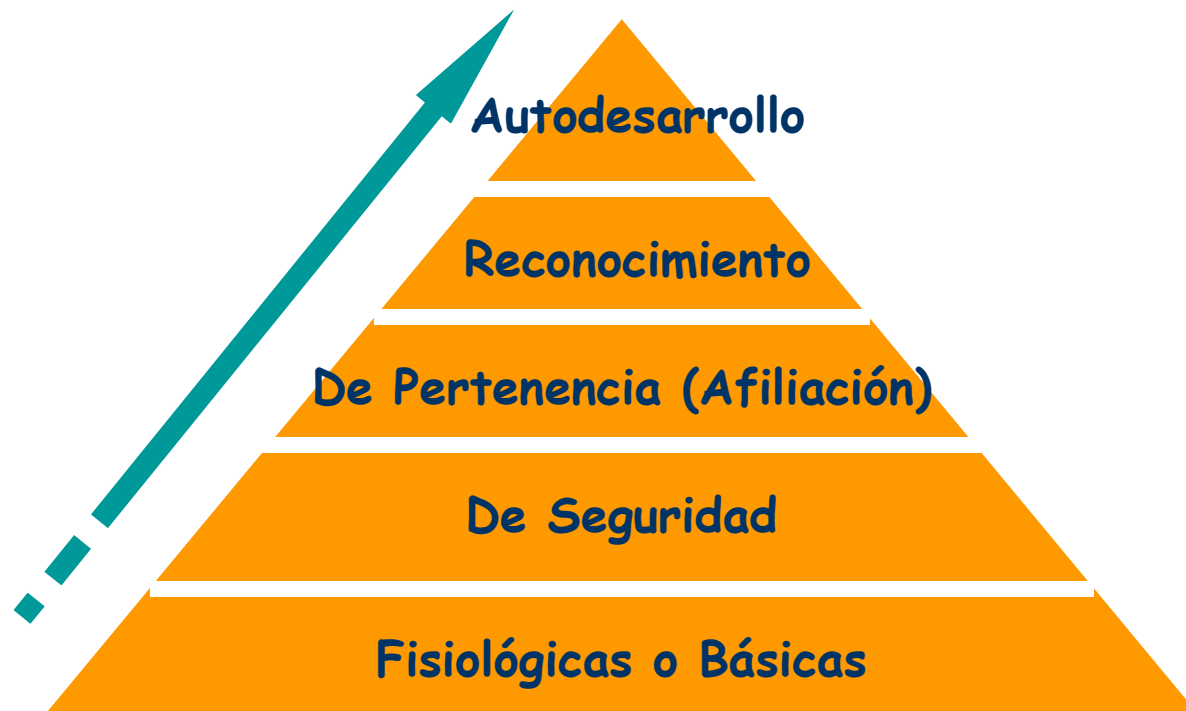 Autodesarrollo
Reconocimiento
De Pertenencia (Afiliación)
De Seguridad
Fisiológicas o Básicas